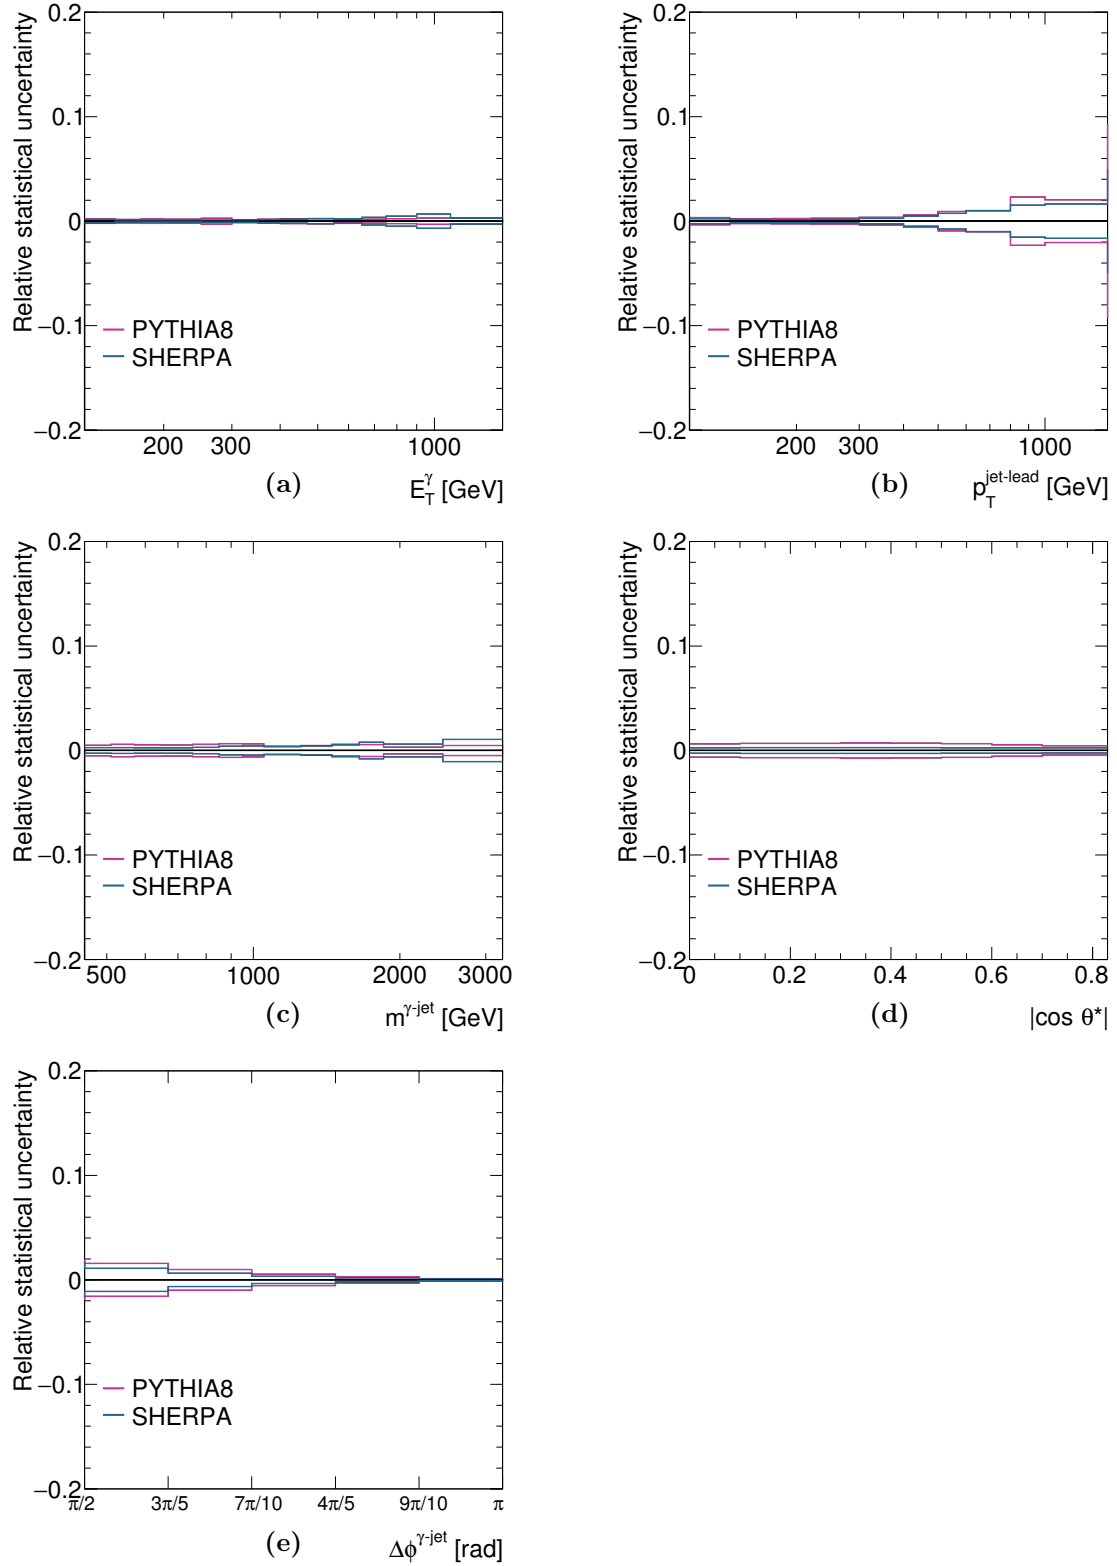 Relative statistical uncertainty
0.2
0.1
0
−0.1
−0.2
PYTHIA8
SHERPA
200 300 1000
(a) E_T^γ [GeV]
Relative statistical uncertainty
0.2
0.1
0
−0.1
−0.2
PYTHIA8
SHERPA
200 300 1000
(b) p_T^jet-lead [GeV]
Relative statistical uncertainty
0.2
0.1
0
−0.1
−0.2
PYTHIA8
SHERPA
500 1000 2000 3000
(c) m^γ-jet [GeV]
Relative statistical uncertainty
0.2
0.1
0
−0.1
−0.2
PYTHIA8
SHERPA
0 0.2 0.4 0.6 0.8
(d) |cos θ*|
Relative statistical uncertainty
0.2
0.1
0
−0.1
−0.2
PYTHIA8
SHERPA
π/2 3π/5 7π/10 4π/5 9π/10 π
(e) Δϕ^γ-jet [rad]